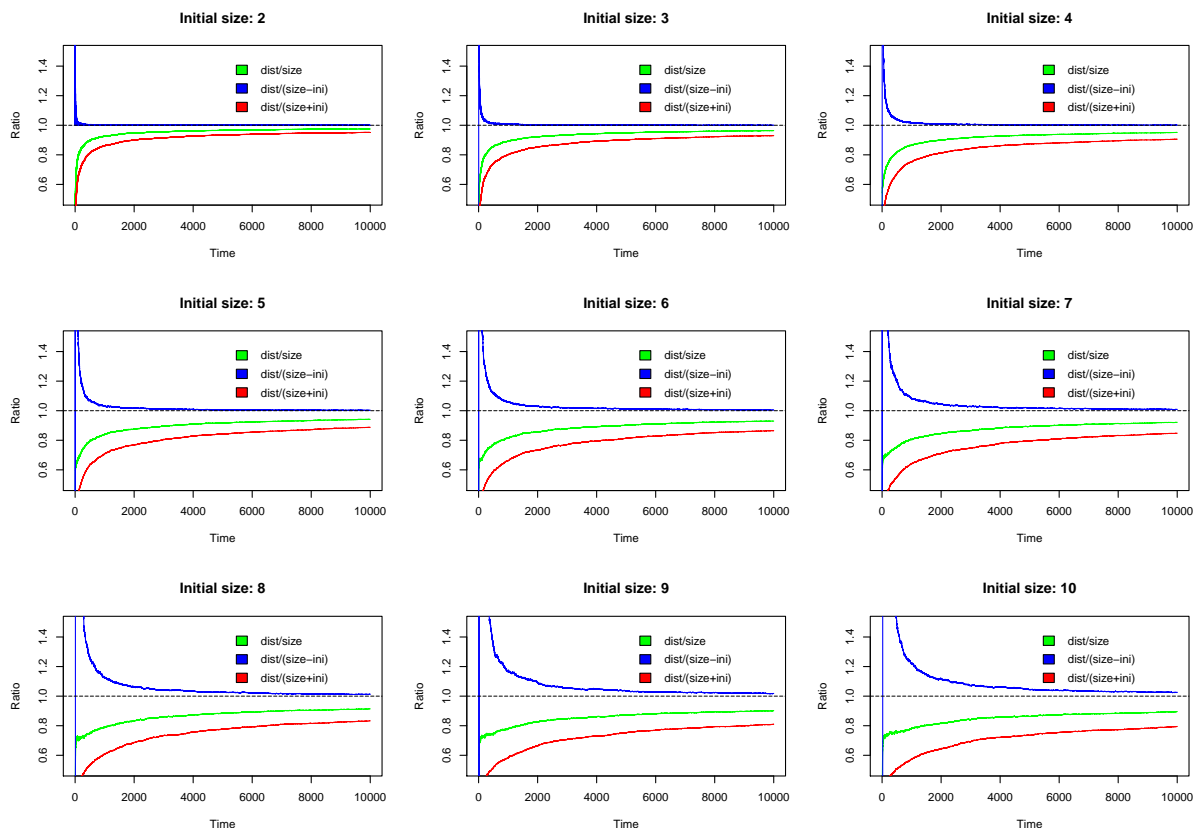 Initial size: 2
Ratio
0.6 0.8 1.0 1.2 1.4
dist/size
dist/(size−ini)
dist/(size+ini)
0 2000 4000 6000 8000 10000
Time
Initial size: 3
Ratio
0.6 0.8 1.0 1.2 1.4
dist/size
dist/(size−ini)
dist/(size+ini)
0 2000 4000 6000 8000 10000
Time
Initial size: 4
Ratio
0.6 0.8 1.0 1.2 1.4
dist/size
dist/(size−ini)
dist/(size+ini)
0 2000 4000 6000 8000 10000
Time
Initial size: 5
Ratio
0.6 0.8 1.0 1.2 1.4
dist/size
dist/(size−ini)
dist/(size+ini)
0 2000 4000 6000 8000 10000
Time
Initial size: 6
Ratio
0.6 0.8 1.0 1.2 1.4
dist/size
dist/(size−ini)
dist/(size+ini)
0 2000 4000 6000 8000 10000
Time
Initial size: 7
Ratio
0.6 0.8 1.0 1.2 1.4
dist/size
dist/(size−ini)
dist/(size+ini)
0 2000 4000 6000 8000 10000
Time
Initial size: 8
Ratio
0.6 0.8 1.0 1.2 1.4
dist/size
dist/(size−ini)
dist/(size+ini)
0 2000 4000 6000 8000 10000
Time
Initial size: 9
Ratio
0.6 0.8 1.0 1.2 1.4
dist/size
dist/(size−ini)
dist/(size+ini)
0 2000 4000 6000 8000 10000
Time
Initial size: 10
Ratio
0.6 0.8 1.0 1.2 1.4
dist/size
dist/(size−ini)
dist/(size+ini)
0 2000 4000 6000 8000 10000
Time